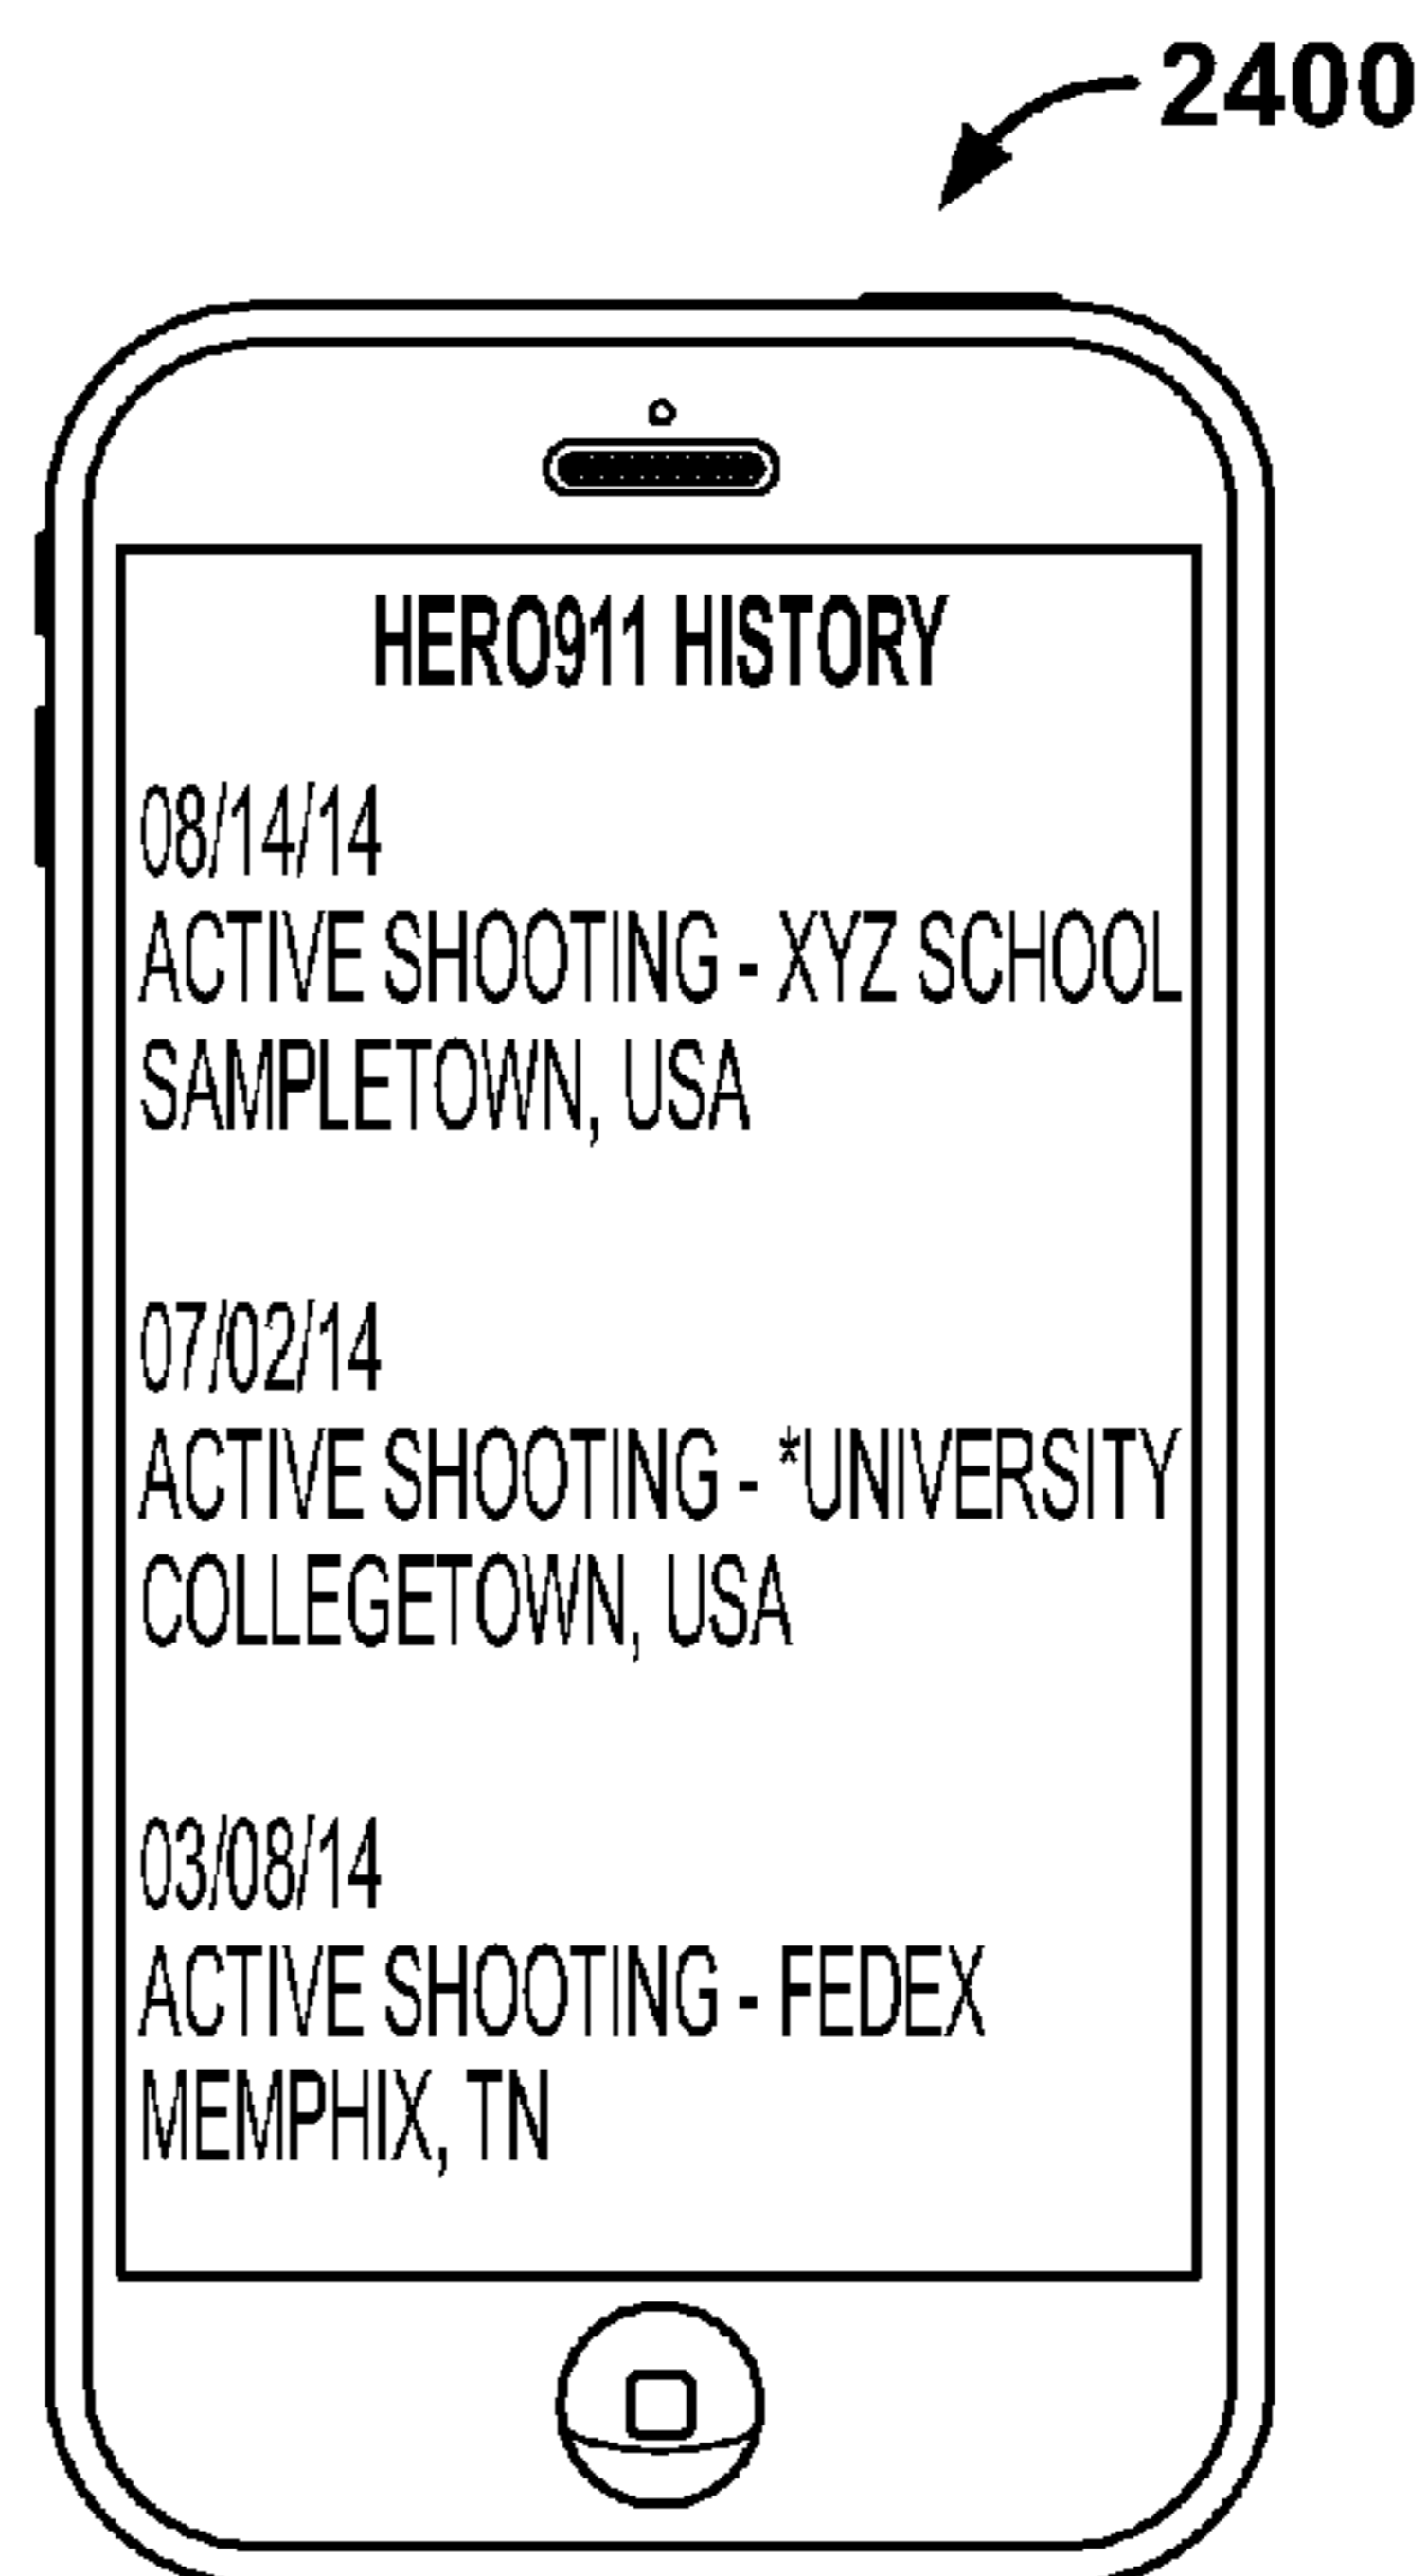 2400
HERO911 HISTORY
08/14/14
ACTIVE SHOOTING - XYZ SCHOOL
SAMPLETOWN, USA
07/02/14
ACTIVE SHOOTING - *UNIVERSITY
COLLEGETOWN, USA
03/08/14
ACTIVE SHOOTING - FEDEX
MEMPHIX, TN